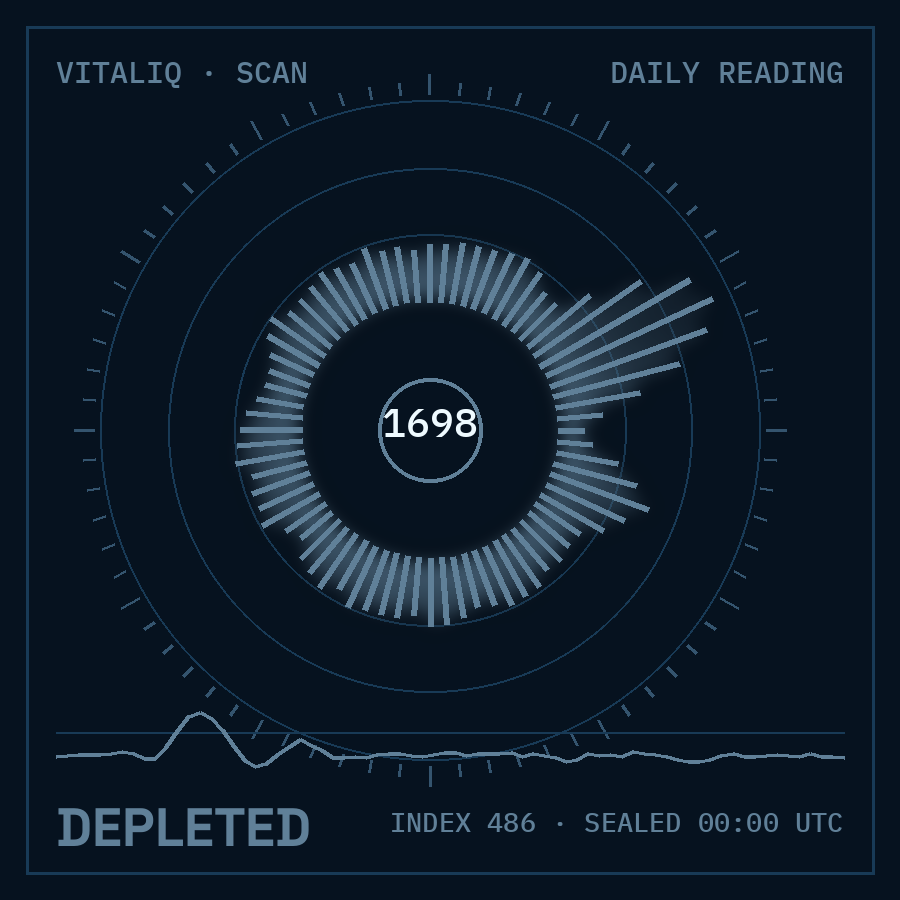 VITALIQ · SCAN
DAILY READING
1698
DEPLETED
INDEX 486 · SEALED 00:00 UTC